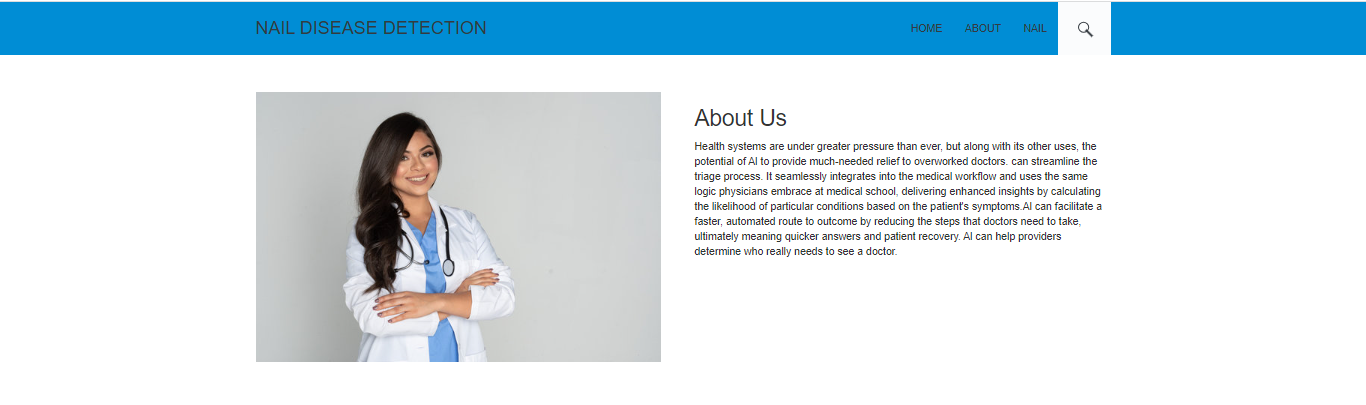 NAIL DISEASE DETECTION
HOME ABOUT NAIL
About Us
Health systems are under greater pressure than ever, but along with its other uses, the
potential of AI to provide much-needed relief to overworked doctors. can streamline the
triage process. It seamlessly integrates into the medical workflow and uses the same
logic physicians embrace at medical school, delivering enhanced insights by calculating
the likelihood of particular conditions based on the patient's symptoms.AI can facilitate a
faster, automated route to outcome by reducing the steps that doctors need to take,
ultimately meaning quicker answers and patient recovery. AI can help providers
determine who really needs to see a doctor.